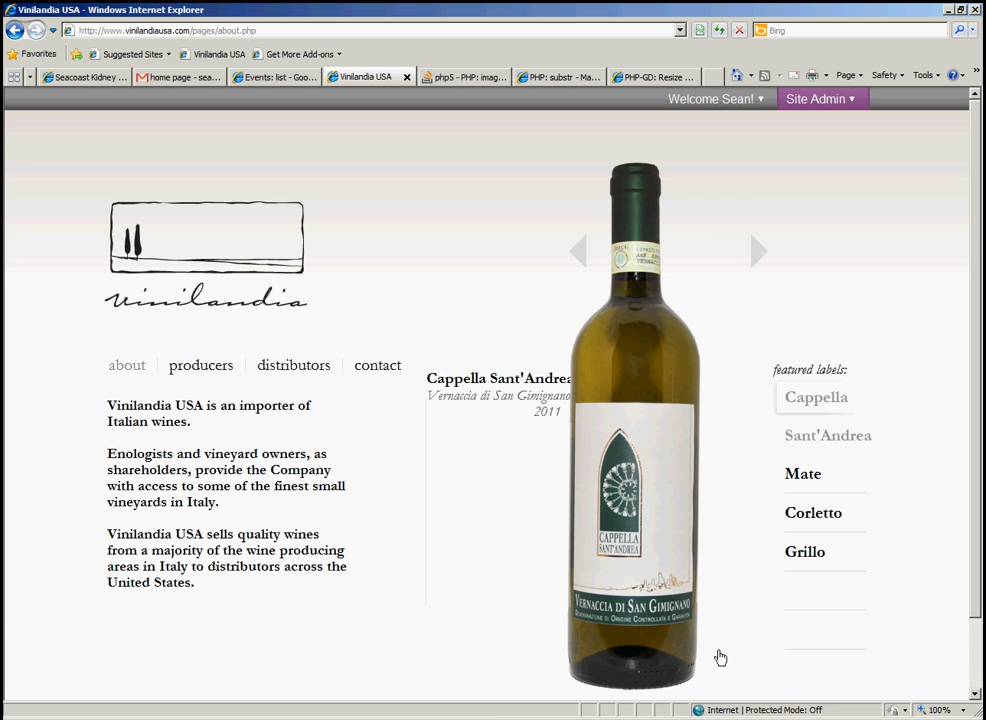 Vinilandia USA - Windows Internet Explorer
http://www.vinilandiausa.com/pages/about.php
Bing
Favorites
Suggested Sites
Vinilandia USA
Get More Add-ons
Seacoast Kidney ...
home page - sea...
Events: list - Goo...
Vinilandia USA
php5 - PHP: imag...
PHP: substr - Ma...
PHP-GD: Resize ...
Page
Safety
Tools
Welcome Sean!
Site Admin
vinilandia
about
producers
distributors
contact
Vinilandia USA is an importer of
Italian wines.
Enologists and vineyard owners, as
shareholders, provide the Company
with access to some of the finest small
vineyards in Italy.
Vinilandia USA sells quality wines
from a majority of the wine producing
areas in Italy to distributors across the
United States.
Cappella Sant'Andrea
Vernaccia di San Gimignano
2011
CAPPELLA
SANT'ANDREA
VERNACCIA DI SAN GIMIGNANO
DENOMINAZIONE DI ORIGINE CONTROLLATA E GARANTITA
featured labels:
Cappella
Sant'Andrea
Mate
Corletto
Grillo
Internet | Protected Mode: Off
100%